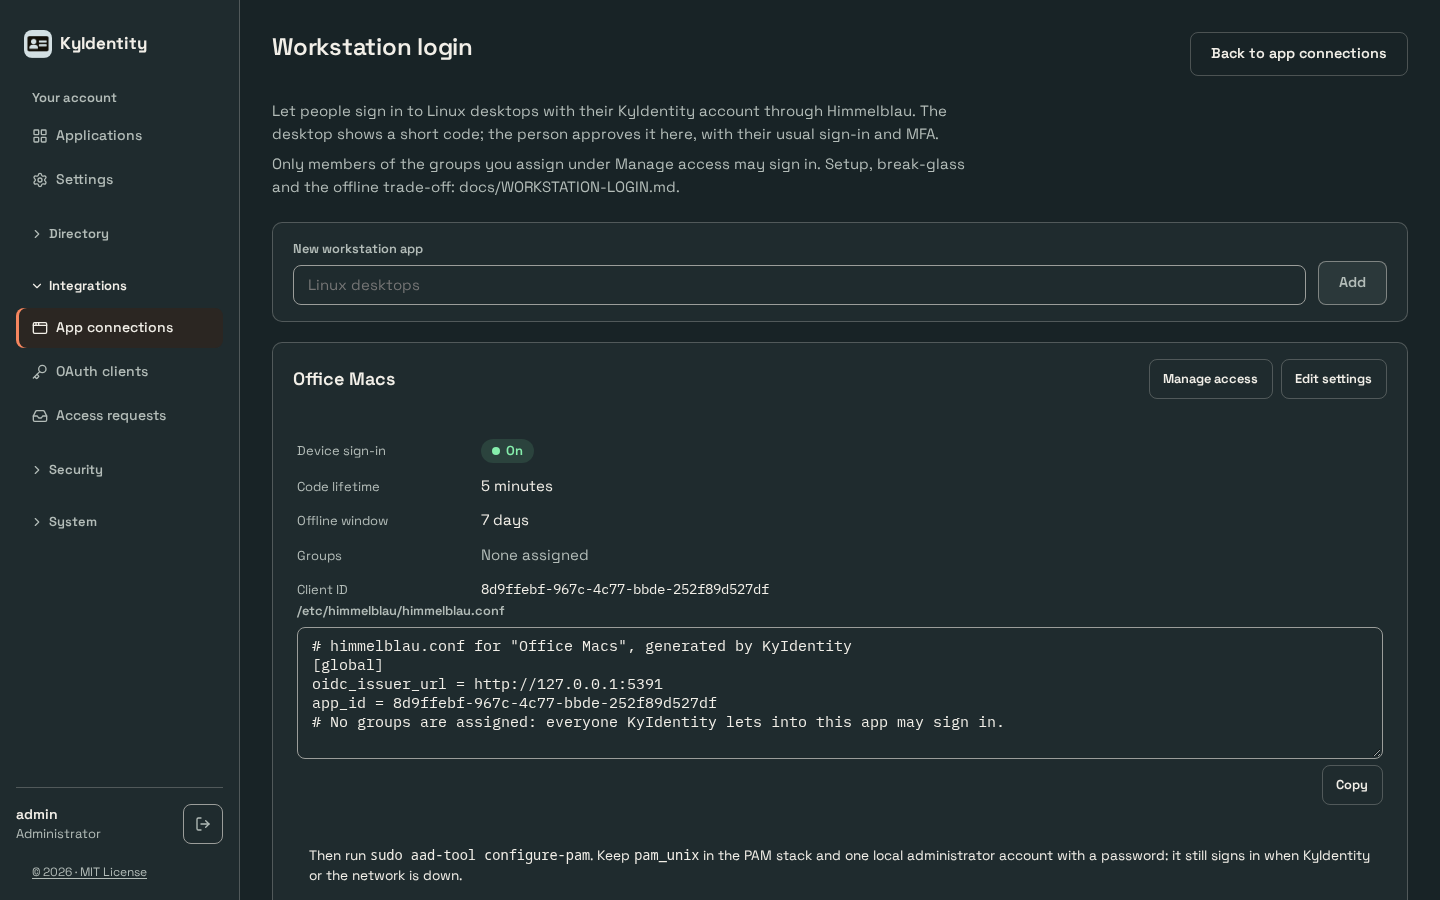 KyIdentity
Your account
Applications
Settings
Directory
Integrations
App connections
OAuth clients
Access requests
Security
System
admin
Administrator
© 2026 · MIT License
Workstation login
Back to app connections
Let people sign in to Linux desktops with their KyIdentity account through Himmelblau. The
desktop shows a short code; the person approves it here, with their usual sign-in and MFA.
Only members of the groups you assign under Manage access may sign in. Setup, break-glass
and the offline trade-off: docs/WORKSTATION-LOGIN.md.
New workstation app
Linux desktops
Add
Office Macs
Manage access
Edit settings
Device sign-in
On
Code lifetime
5 minutes
Offline window
7 days
Groups
None assigned
Client ID
8d9ffebf-967c-4c77-bbde-252f89d527df
/etc/himmelblau/himmelblau.conf
# himmelblau.conf for "Office Macs", generated by KyIdentity
[global]
oidc_issuer_url = http://127.0.0.1:5391
app_id = 8d9ffebf-967c-4c77-bbde-252f89d527df
# No groups are assigned: everyone KyIdentity lets into this app may sign in.
Copy
Then run sudo aad-tool configure-pam. Keep pam_unix in the PAM stack and one local administrator account with a password: it still signs in when KyIdentity
or the network is down.